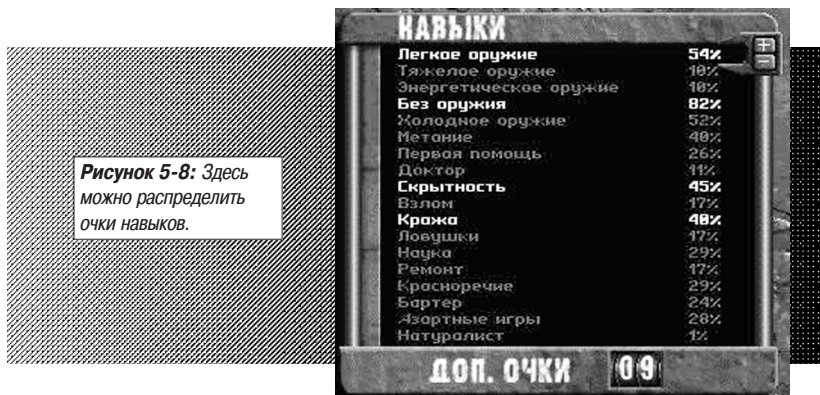 Рисунок 5-8: Здесь
можно распределить
очки навыков.
НАВЫКИ
Легкое оружие 54%
Тяжелое оружие 10%
Энергетическое оружие 10%
Без оружия 82%
Холодное оружие 52%
Метание 40%
Первая помощь 26%
Доктор 11%
Скрытность 45%
Взлом 17%
Кража 40%
Ловушки 17%
Наука 29%
Ремонт 17%
Красноречие 29%
Бартер 24%
Азартные игры 28%
Натуралист 1%
ДОП. ОЧКИ 09